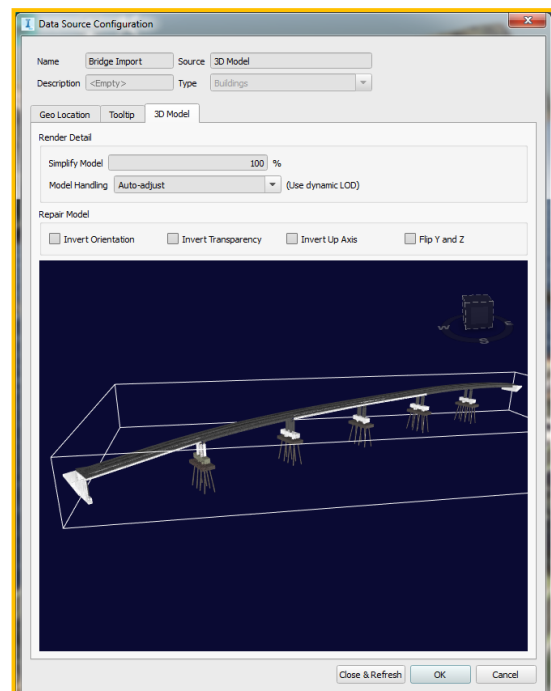 I Data Source Configuration
Name Bridge Import Source 3D Model
Description <Empty> Type Buildings
Geo Location Tooltip 3D Model
Render Detail
Simplify Model 100 %
Model Handling Auto-adjust (Use dynamic LOD)
Repair Model
Invert Orientation Invert Transparency Invert Up Axis Flip Y and Z
W S E
Close & Refresh OK Cancel